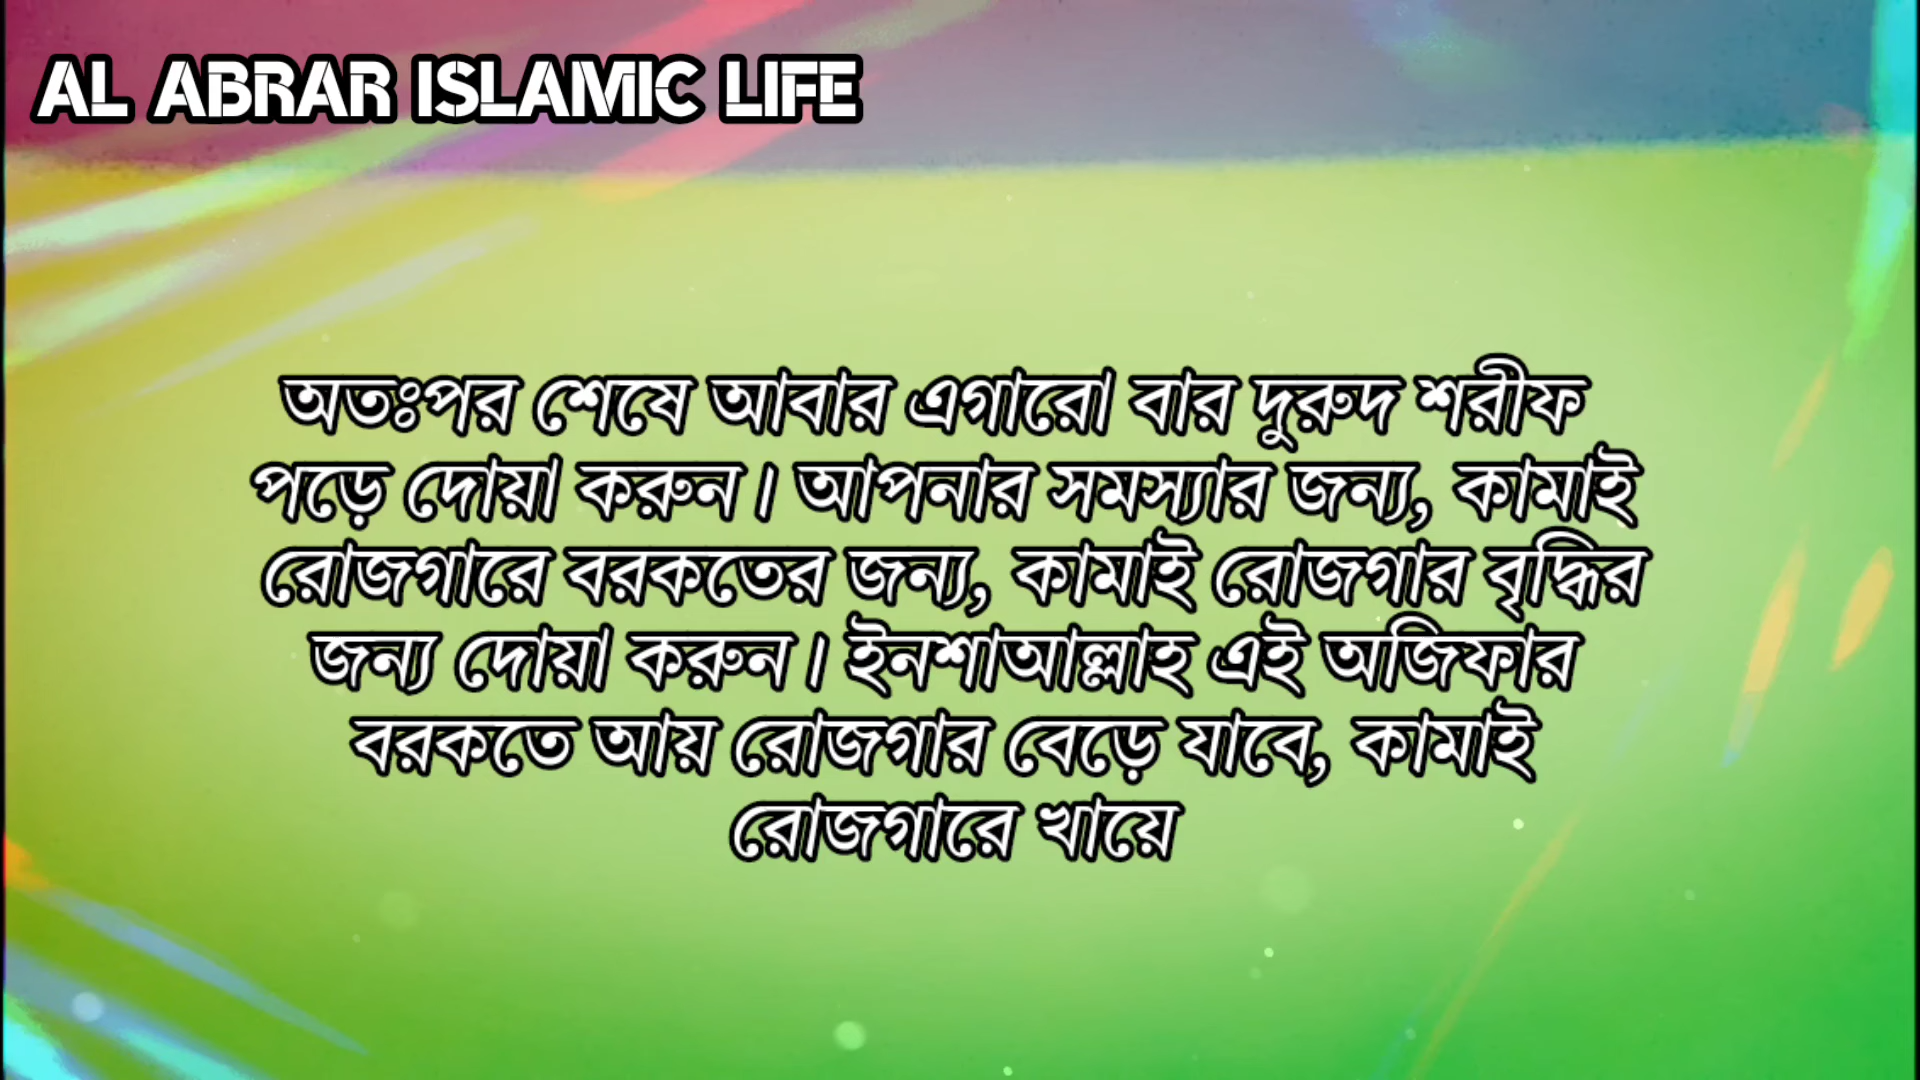 AL ABRAR ISLAMIC LIFE
অতঃপর শেষে আবার এগারো বার দুরুদ শরীফ
পড়ে দোয়া করুন। আপনার সমস্যার জন্য, কামাই
রোজগারে বরকতের জন্য, কামাই রোজগার বৃদ্ধির
জন্য দোয়া করুন। ইনশাআল্লাহ এই অজিফার
বরকতে আয় রোজগার বেড়ে যাবে, কামাই
রোজগারে খায়ে